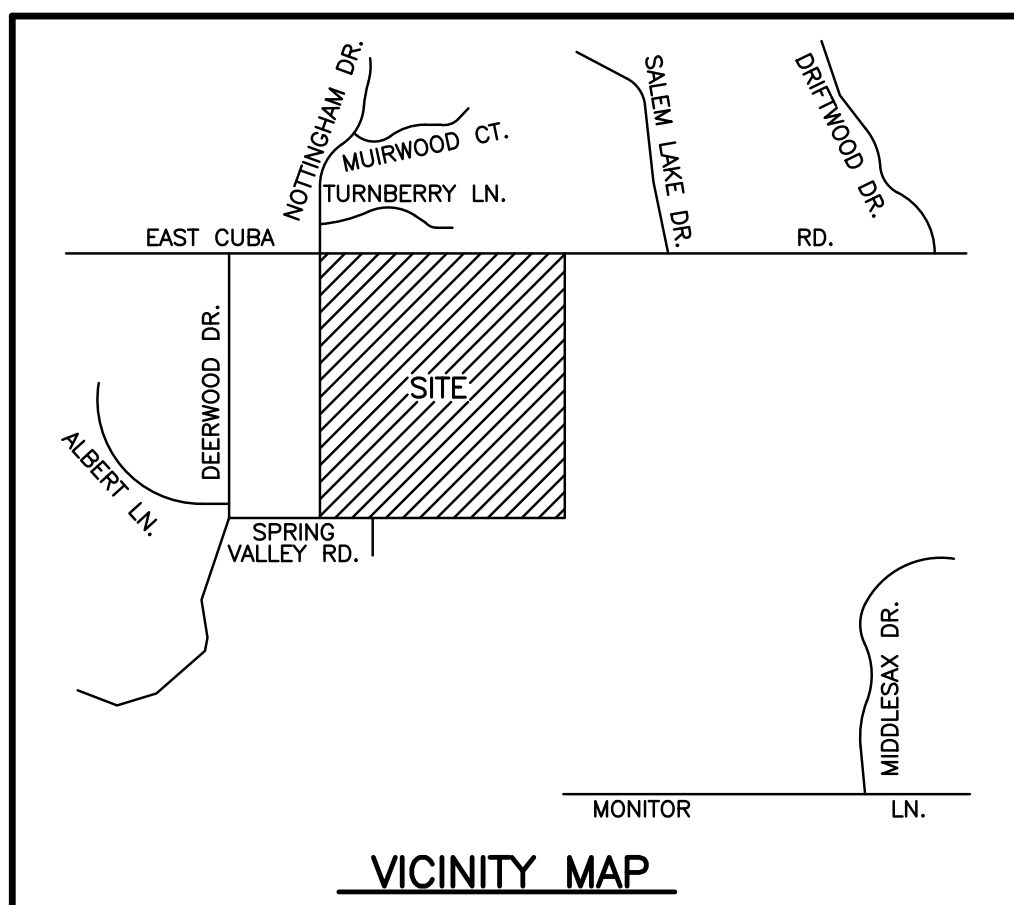 NOTTINGHAM DR.
MUIRWOOD CT.
TURNBERRY LN.
SALEM LAKE DR.
DRIFTWOOD DR.
EAST CUBA RD.
DEERWOOD DR.
SITE
ALBERT LN.
SPRING
VALLEY RD.
MIDDLESAX DR.
MONITOR LN.
VICINITY MAP